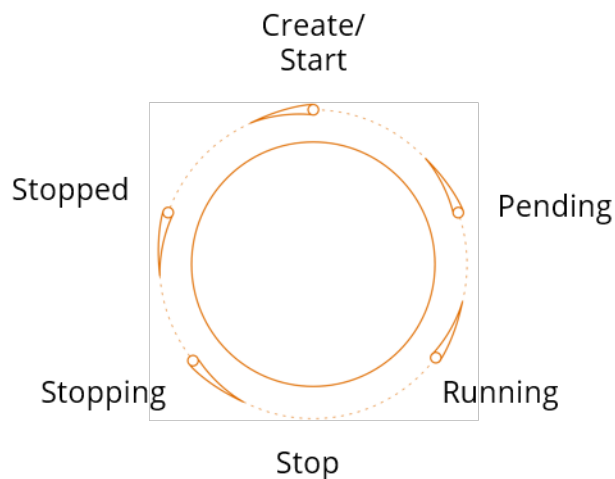 Create/
Start
Pending
Running
Stop
Stopping
Stopped